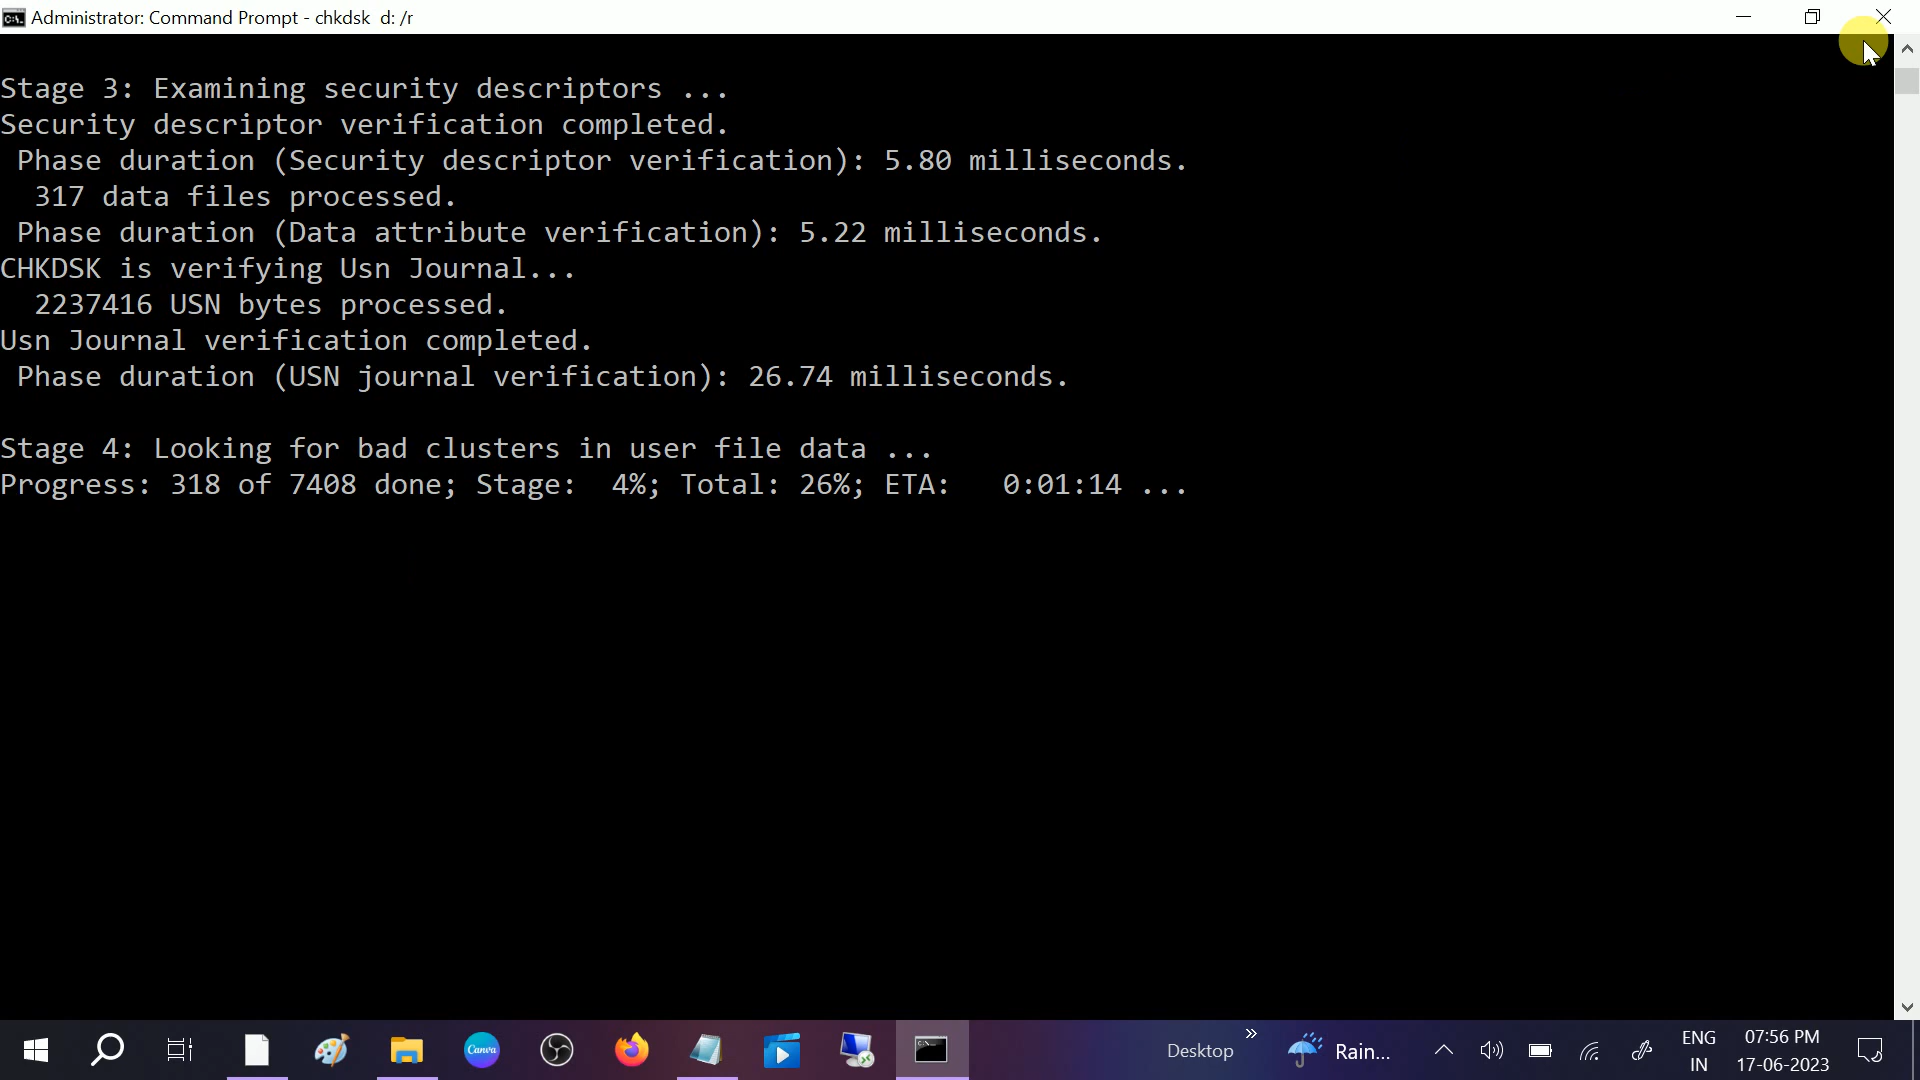 Administrator: Command Prompt - chkdsk  d: /r
Stage 3: Examining security descriptors ...
Security descriptor verification completed.
 Phase duration (Security descriptor verification): 5.80 milliseconds.
  317 data files processed.
 Phase duration (Data attribute verification): 5.22 milliseconds.
CHKDSK is verifying Usn Journal...
  2237416 USN bytes processed.
Usn Journal verification completed.
 Phase duration (USN journal verification): 26.74 milliseconds.
Stage 4: Looking for bad clusters in user file data ...
Progress: 318 of 7408 done; Stage:  4%; Total: 26%; ETA:   0:01:14 ...
Canva
Desktop
Rain...
ENG
IN
07:56 PM
17-06-2023